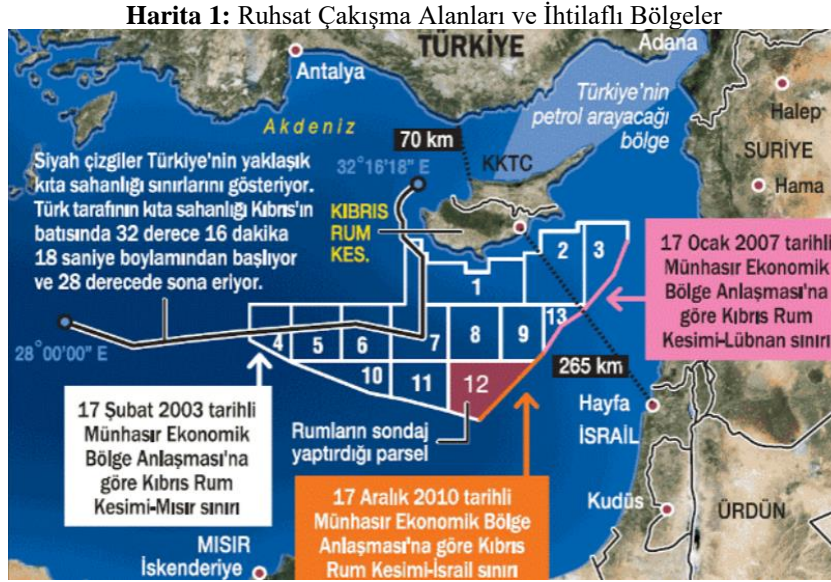 Harita 1: Ruhsat Çakışma Alanları ve İhtilaflı Bölgeler
TÜRKİYE
Adana
Antalya
Akdeniz
Türkiye'nin
petrol arayacağı
bölge
Halep
SURİYE
Hama
70 km
KKTC
Siyah çizgiler Türkiye'nin yaklaşık
kıta sahanlığı sınırlarını gösteriyor.
Türk tarafının kıta sahanlığı Kıbrıs'ın
batısında 32 derece 16 dakika
18 saniye boylamından başlıyor
ve 28 derecede sona eriyor.
32°16'18" E
KIBRIS
RUM
KES.
28°00'00" E
1
2
3
4
5
6
7
8
9
10
11
12
13
17 Ocak 2007 tarihli
Münhasır Ekonomik
Bölge Anlaşması'na
göre Kıbrıs Rum
Kesimi-Lübnan sınırı
265 km
17 Şubat 2003 tarihli
Münhasır Ekonomik
Bölge Anlaşması'na
göre Kıbrıs Rum
Kesimi-Mısır sınırı
Rumların sondaj
yaptırdığı parsel
Hayfa
İSRAİL
17 Aralık 2010 tarihli
Münhasır Ekonomik Bölge
Anlaşması'na göre Kıbrıs
Rum Kesimi-İsrail sınırı
Kudüs
ÜRDÜN
MISIR
İskenderiye